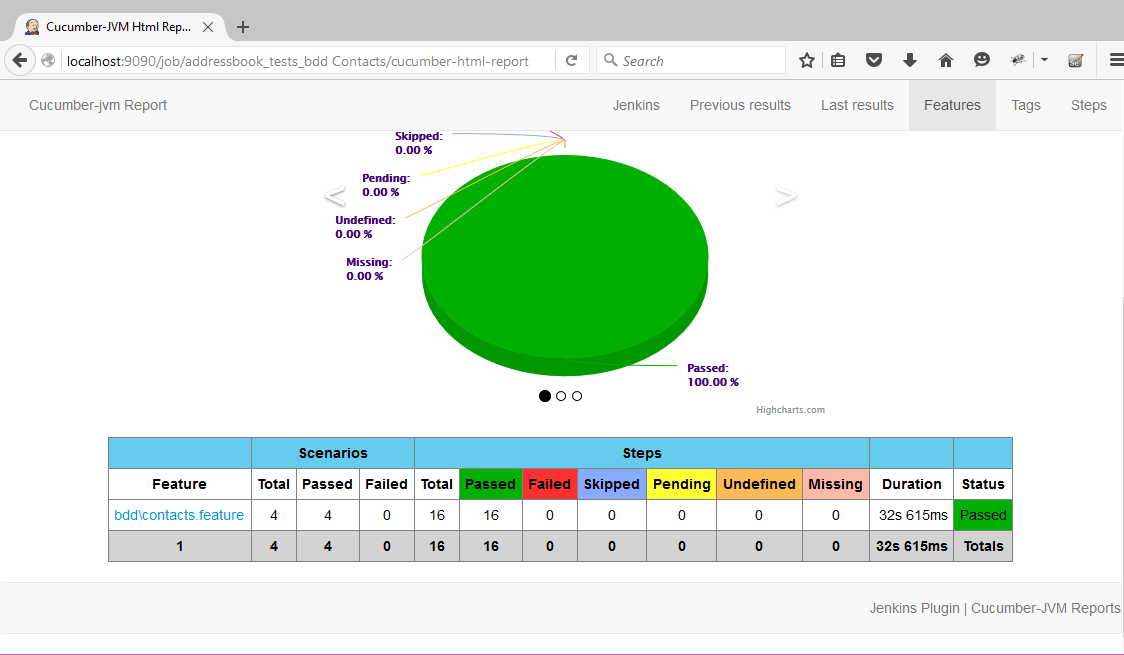 Cucumber-JVM Html Rep...
localhost:9090/job/addressbook_tests_bdd Contacts/cucumber-html-report
Search
Cucumber-jvm Report
Jenkins Previous results Last results Features Tags Steps
Skipped:
0.00 %
Pending:
0.00 %
<
>
Undefined:
0.00 %
Missing:
0.00 %
Passed:
100.00 %
Highcharts.com
Scenarios Steps
Feature Total Passed Failed Total Passed Failed Skipped Pending Undefined Missing Duration Status
bdd\contacts.feature 4 4 0 16 16 0 0 0 0 0 32s 615ms Passed
1 4 4 0 16 16 0 0 0 0 0 32s 615ms Totals
Jenkins Plugin | Cucumber-JVM Reports